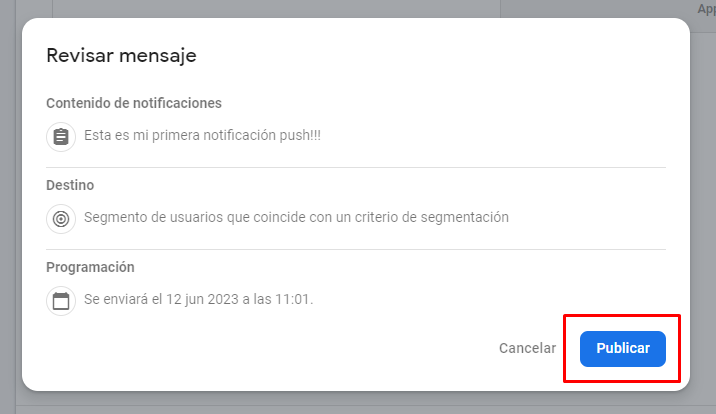 App
Revisar mensaje
Contenido de notificaciones
Esta es mi primera notificación push!!!
Destino
Segmento de usuarios que coincide con un criterio de segmentación
Programación
Se enviará el 12 jun 2023 a las 11:01.
Cancelar
Publicar